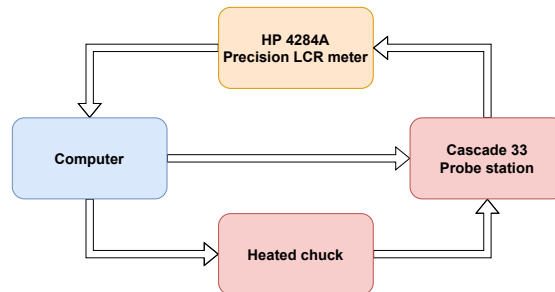 HP 4284A
Precision LCR meter
Computer
Cascade 33
Probe station
Heated chuck